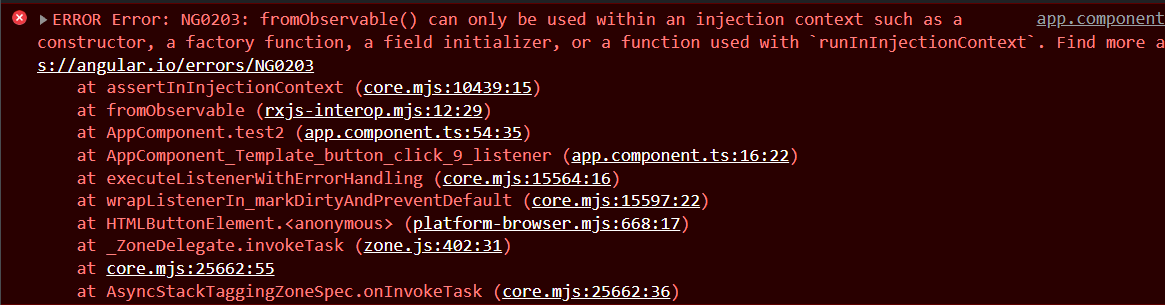 ERROR Error: NG0203: fromObservable() can only be used within an injection context such as a app.component
constructor, a factory function, a field initializer, or a function used with `runInInjectionContext`. Find more a
s://angular.io/errors/NG0203
at assertInInjectionContext (core.mjs:10439:15)
at fromObservable (rxjs-interop.mjs:12:29)
at AppComponent.test2 (app.component.ts:54:35)
at AppComponent_Template_button_click_9_listener (app.component.ts:16:22)
at executeListenerWithErrorHandling (core.mjs:15564:16)
at wrapListenerIn_markDirtyAndPreventDefault (core.mjs:15597:22)
at HTMLButtonElement.<anonymous> (platform-browser.mjs:668:17)
at _ZoneDelegate.invokeTask (zone.js:402:31)
at core.mjs:25662:55
at AsyncStackTaggingZoneSpec.onInvokeTask (core.mjs:25662:36)